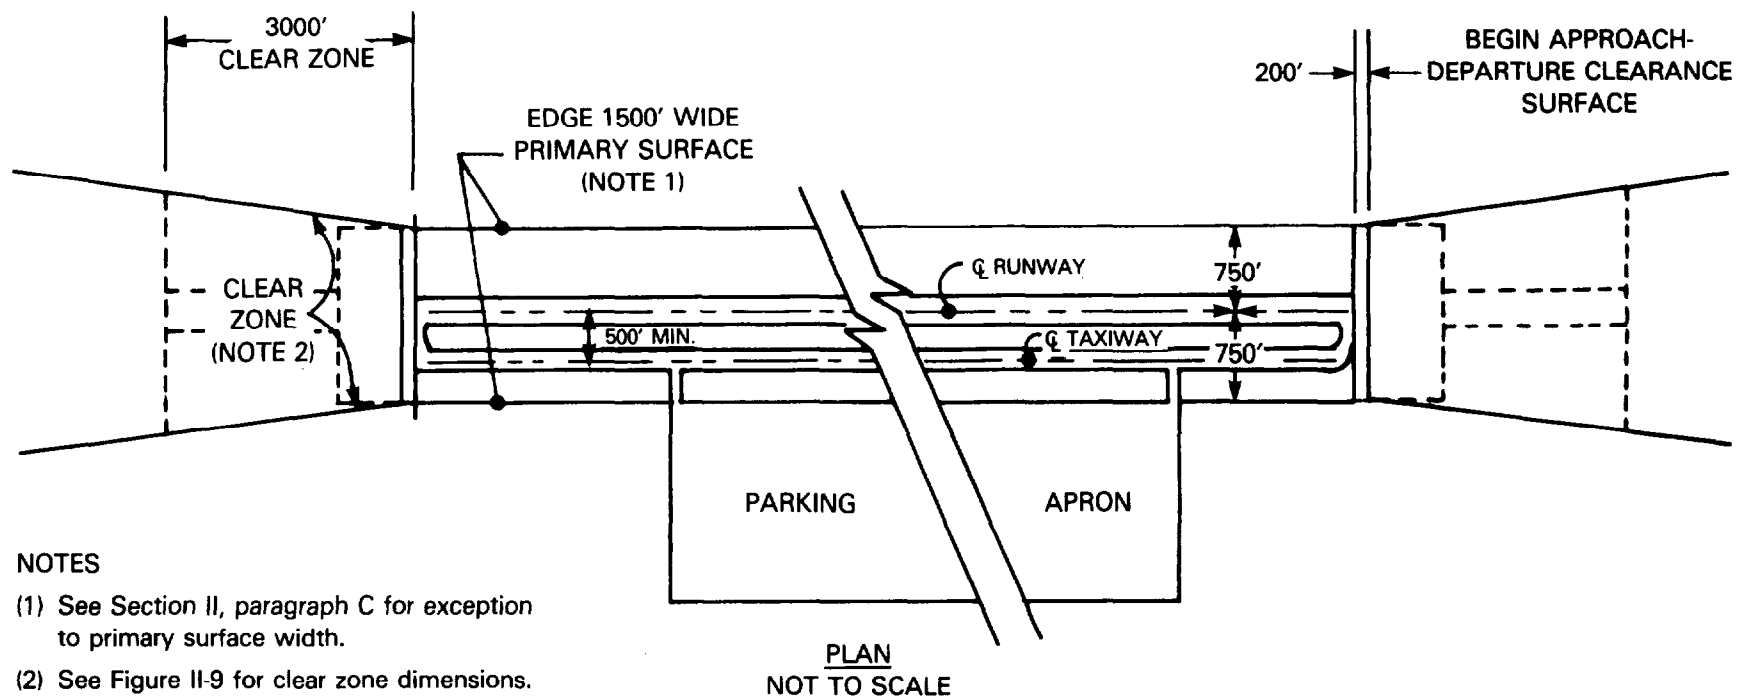 3000′
CLEAR ZONE
BEGIN APPROACH-
DEPARTURE CLEARANCE
SURFACE
200′
EDGE 1500′ WIDE
PRIMARY SURFACE
(NOTE 1)
℄ RUNWAY
750′
CLEAR
ZONE
(NOTE 2)
500′ MIN.
℄ TAXIWAY
750′
PARKING
APRON
NOTES
(1) See Section II, paragraph C for exception
to primary surface width.
(2) See Figure II-9 for clear zone dimensions.
PLAN
NOT TO SCALE